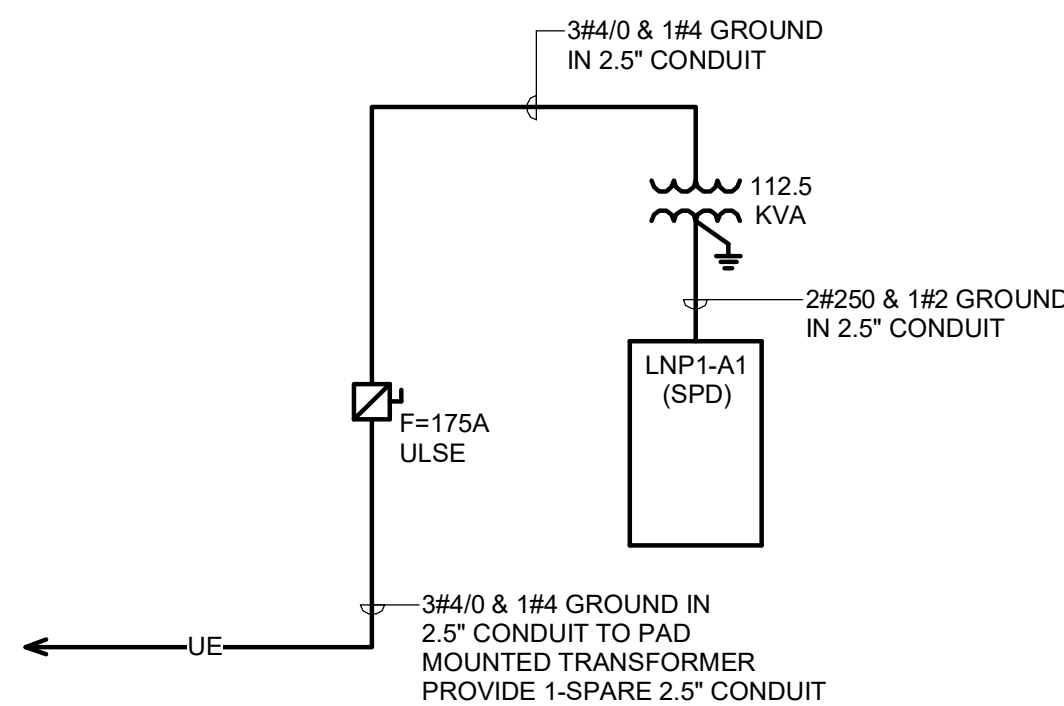 3#4/0 & 1#4 GROUND
IN 2.5" CONDUIT
112.5
KVA
2#250 & 1#2 GROUND
IN 2.5" CONDUIT
LNP1-A1
(SPD)
F=175A
ULSE
3#4/0 & 1#4 GROUND IN
2.5" CONDUIT TO PAD
MOUNTED TRANSFORMER
PROVIDE 1-SPARE 2.5" CONDUIT
UE